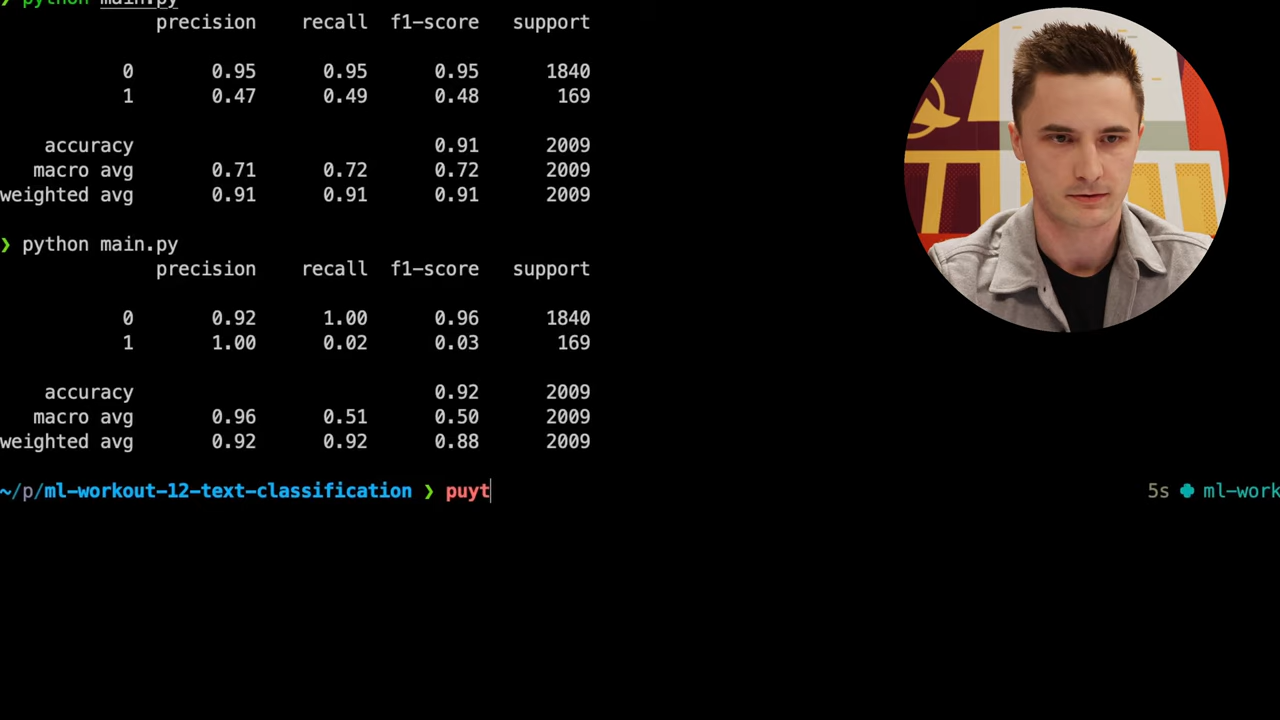 ❯ python main.py
precision recall f1-score support
0 0.95 0.95 0.95 1840
1 0.47 0.49 0.48 169
accuracy 0.91 2009
macro avg 0.71 0.72 0.72 2009
weighted avg 0.91 0.91 0.91 2009
❯ python main.py
precision recall f1-score support
0 0.92 1.00 0.96 1840
1 1.00 0.02 0.03 169
accuracy 0.92 2009
macro avg 0.96 0.51 0.50 2009
weighted avg 0.92 0.92 0.88 2009
~/p/ml-workout-12-text-classification ❯ puyt 5s ml-work